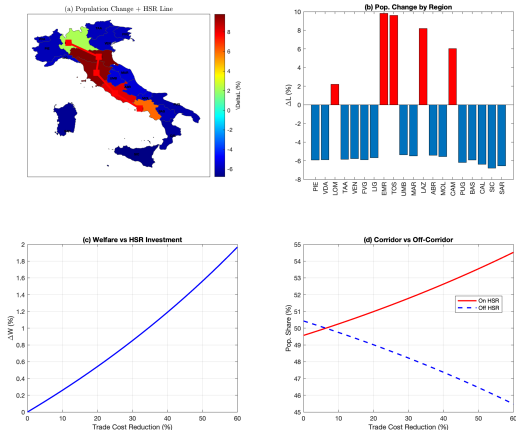 (a) Population Change + HSR Line
8
6
4
2
0
-2
-4
-6
\DeltaL (%)
(b) Pop. Change by Region
10
8
6
4
2
0
-2
-4
-6
-8
ΔL (%)
PIE
VDA
LOM
TAA
VEN
FVG
LIG
EMR
TOS
UMB
MAR
LAZ
ABR
MOL
CAM
PUG
BAS
CAL
SIC
SAR
(c) Welfare vs HSR Investment
2
1.8
1.6
1.4
1.2
1
0.8
0.6
0.4
0.2
0
ΔW (%)
0 10 20 30 40 50 60
Trade Cost Reduction (%)
(d) Corridor vs Off-Corridor
55
54
53
52
51
50
49
48
47
46
45
Pop. Share (%)
On HSR
Off HSR
0 10 20 30 40 50 60
Trade Cost Reduction (%)